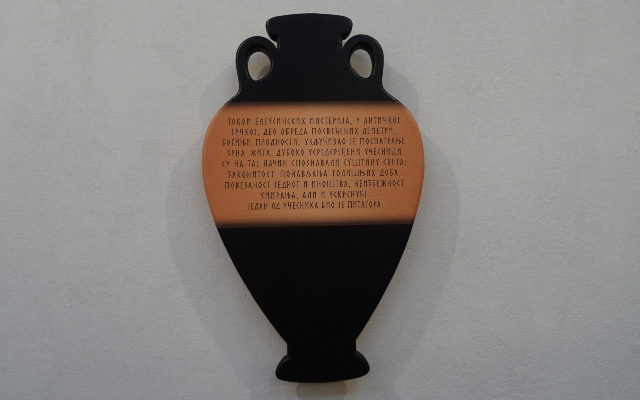 ТОКОМ ЕЛЕУСИНСКИХ МИСТЕРИЈА, У АНТИЧКОЈ
ГРЧКОЈ, ДЕО ОБРЕДА ПОСВЕЋЕНИХ ДЕМЕТРИ,
БОГИЊИ ПЛОДНОСТИ, УКЉУЧИВАО ЈЕ ПОСМАТРАЊЕ
ЗРНА ЖИТА. ДУБОКО УСРЕДСРЕЂЕНИ УЧЕСНИЦИ
СУ НА ТАЈ НАЧИН СПОЗНАВАЛИ СУШТИНУ СВЕТА:
ЗАКОНИТОСТ ПОНАВЉАЊА ГОДИШЊИХ ДОБА,
ПОВЕЗАНОСТ ЈЕДНОГ И МНОШТВА, НЕИЗБЕЖНОСТ
УМИРАЊА, АЛИ И УСКРСНУЋЕ.
ЈЕДАН ОД УЧЕСНИКА БИО ЈЕ ПИТАГОРА